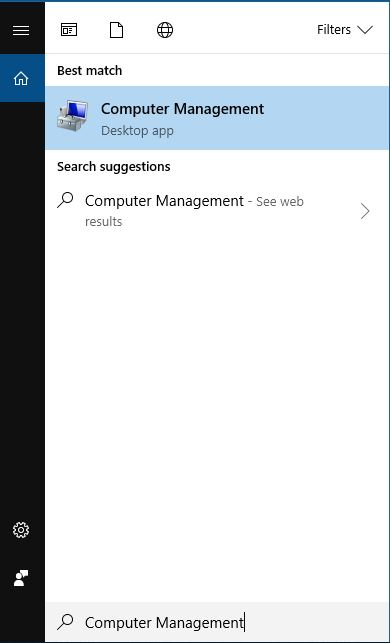 Filters
Best match
Computer Management
Desktop app
Search suggestions
Computer Management - See web
results
Computer Management